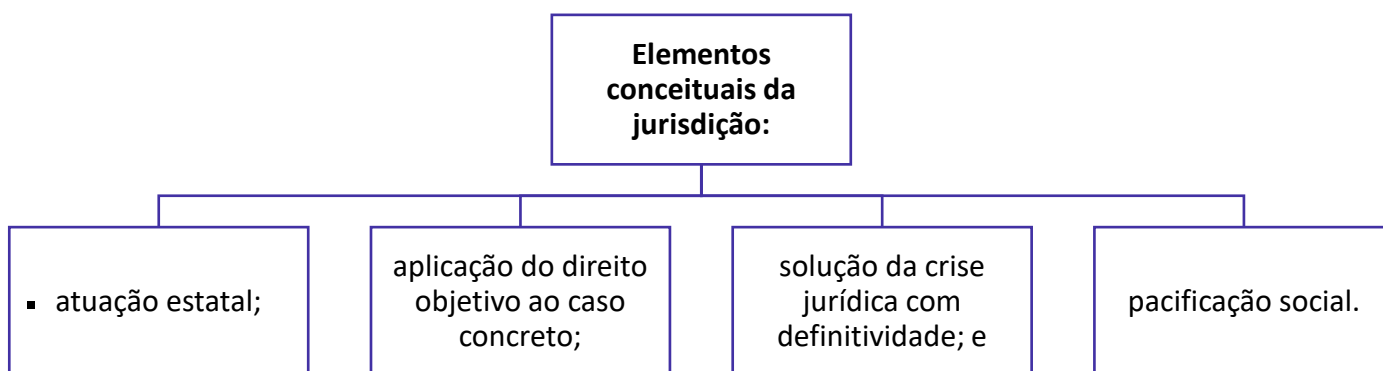 Elementos
conceituais da
jurisdição:
▪ atuação estatal;
aplicação do direito
objetivo ao caso
concreto;
solução da crise
jurídica com
definitividade; e
pacificação social.